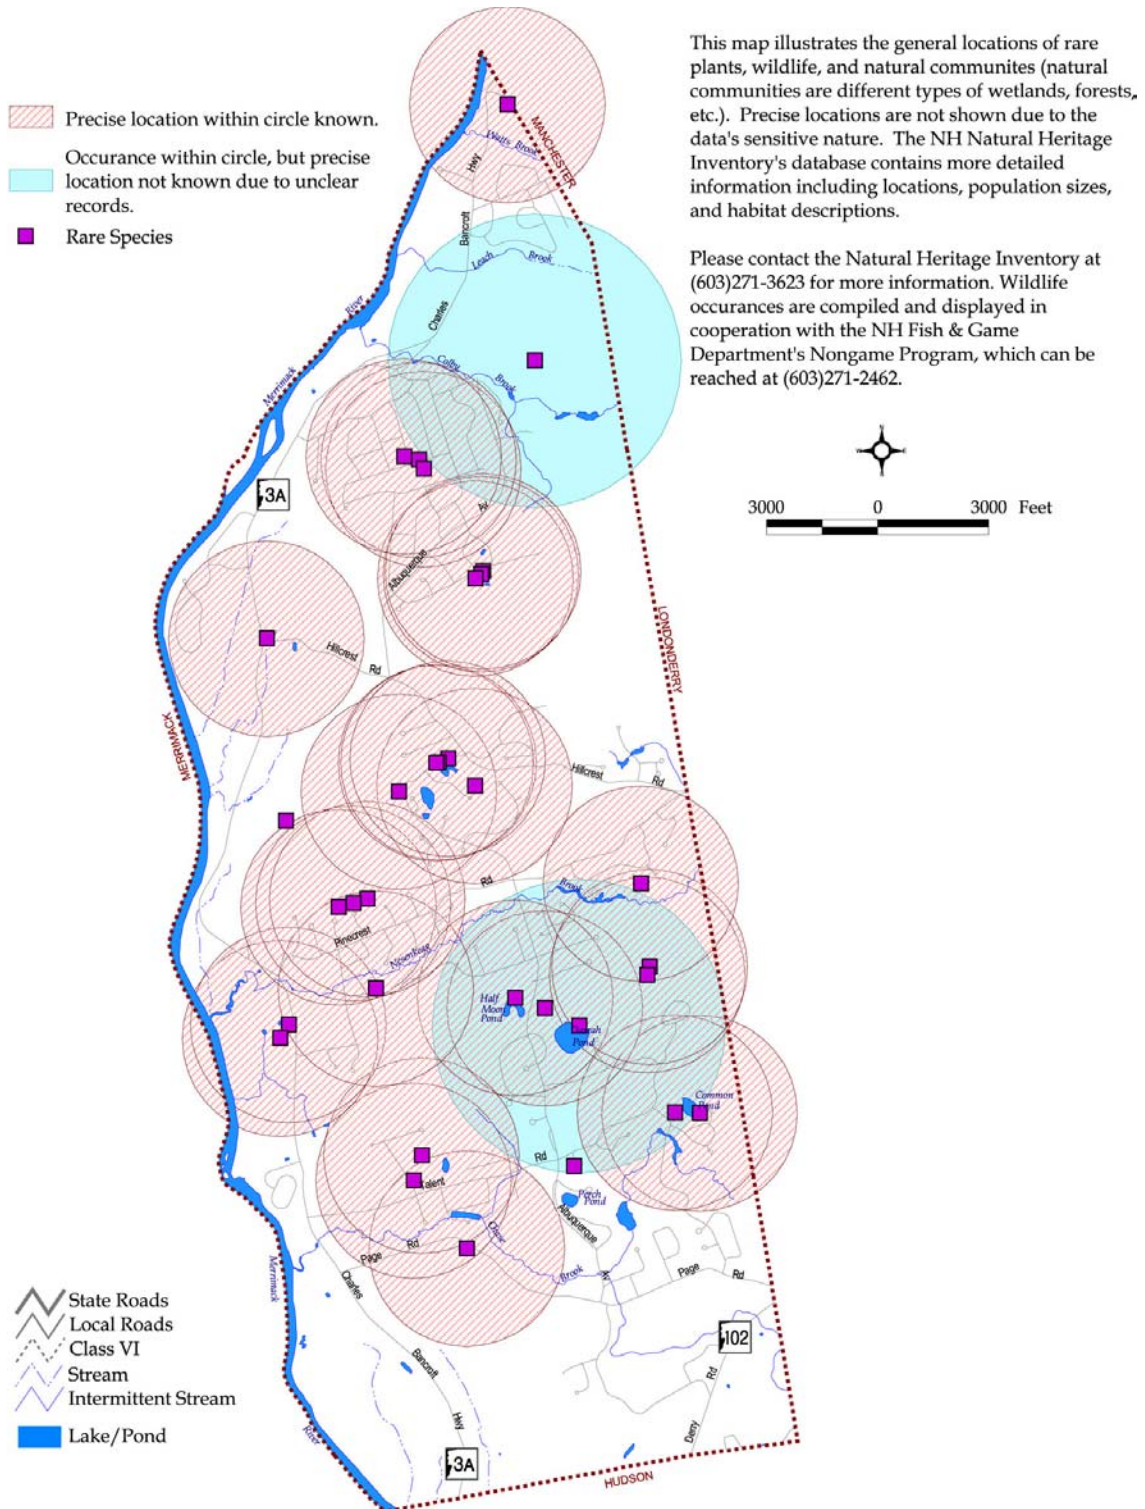 This map illustrates the general locations of rare
plants, wildlife, and natural communites (natural
communities are different types of wetlands, forests,
etc.). Precise locations are not shown due to the
data's sensitive nature. The NH Natural Heritage
Inventory's database contains more detailed
information including locations, population sizes,
and habitat descriptions.
Please contact the Natural Heritage Inventory at
(603)271-3623 for more information. Wildlife
occurances are compiled and displayed in
cooperation with the NH Fish & Game
Department's Nongame Program, which can be
reached at (603)271-2462.
Precise location within circle known.
Occurance within circle, but precise
location not known due to unclear
records.
Rare Species
N
W E
S
3000 0 3000 Feet
MANCHESTER
Watts Brook
Hwy
Bancroft
Charles
Leach Brook
River
Merrimack
Colby
Brook
3A
Av
Albuquerque
Hillcrest
Rd
LONDONDERRY
MERRIMACK
Hillcrest
Rd
Rd
Brook
Pinecrest
Nesenkeag
Half
Moon
Pond
Darrah
Pond
Common
Pond
Rd
Talent
Perch
Pond
Albuquerque
Av
Chase
Brook
Page
Rd
Page
Rd
Merrimack
Charles
Bancroft
Hwy
102
Rd
Derry
River
3A
HUDSON
State Roads
Local Roads
Class VI
Stream
Intermittent Stream
Lake/Pond